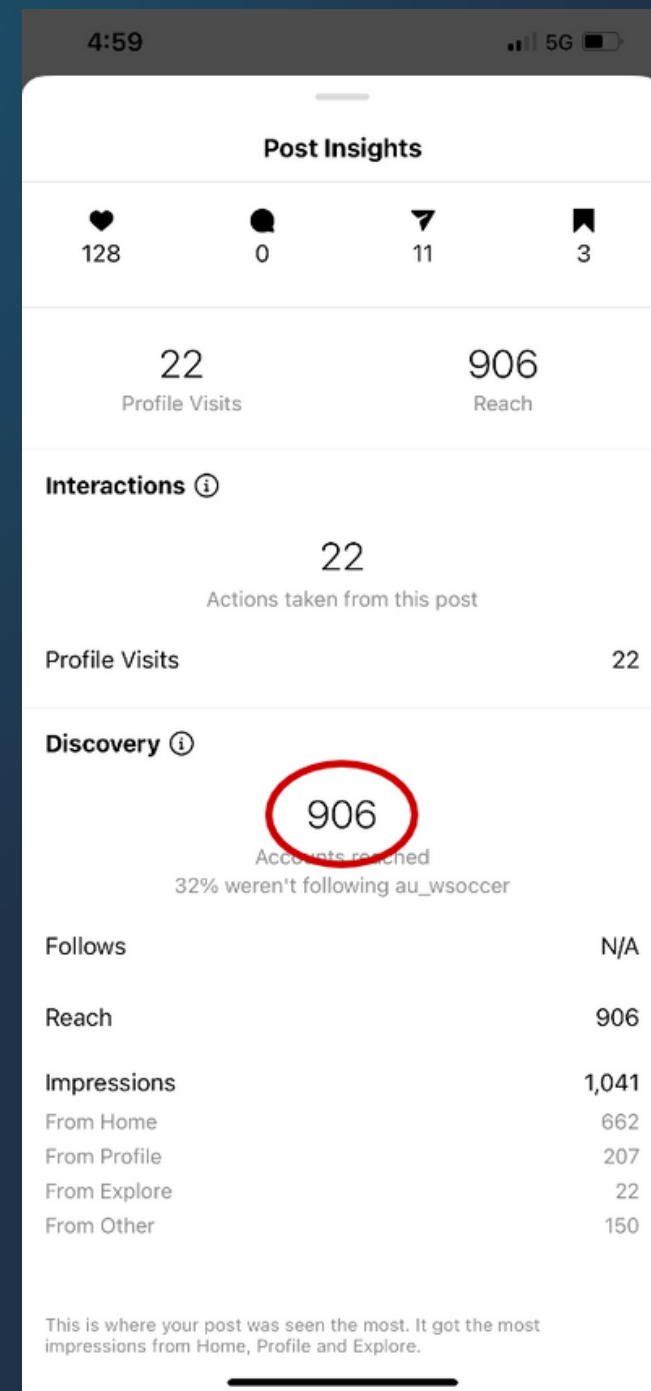 4:59 5G
Post Insights
128 0 11 3
22 906
Profile Visits Reach
Interactions
22
Actions taken from this post
Profile Visits 22
Discovery
906
Accounts reached
32% weren't following au_wsoccer
Follows N/A
Reach 906
Impressions 1,041
From Home 662
From Profile 207
From Explore 22
From Other 150
This is where your post was seen the most. It got the most
impressions from Home, Profile and Explore.